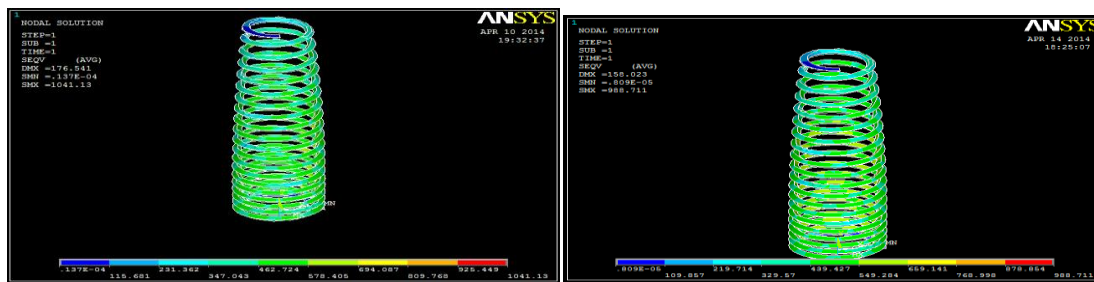 1
NODAL SOLUTION
STEP=1
SUB =1
TIME=1
SEQV (AVG)
DMX =176.541
SMN =.137E-04
SMX =1041.13
ANSYS
APR 10 2014
19:32:37
MN
.137E-04 231.362 462.724 694.087 925.449
115.681 347.043 578.405 809.768 1041.13
1
NODAL SOLUTION
STEP=1
SUB =1
TIME=1
SEQV (AVG)
DMX =158.023
SMN =.809E-05
SMX =988.711
ANSYS
APR 14 2014
18:25:07
MN
.809E-05 219.714 439.427 659.141 878.854
109.857 329.57 549.284 768.998 988.711